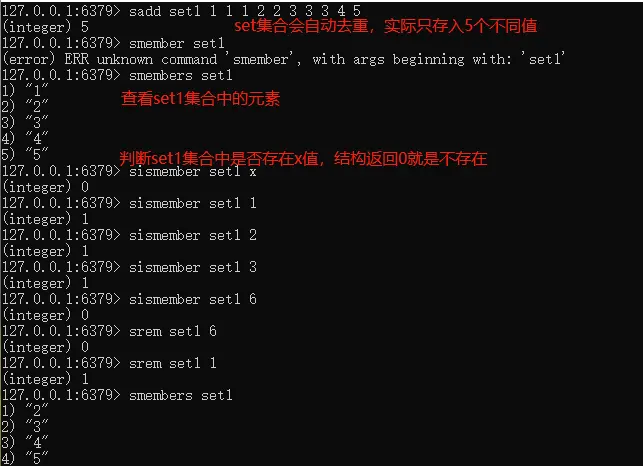 127.0.0.1:6379> sadd set1 1 1 1 2 2 3 3 3 4 5
(integer) 5
set集合会自动去重，实际只存入5个不同值
127.0.0.1:6379> smember set1
(error) ERR unknown command 'smember', with args beginning with: 'set1'
127.0.0.1:6379> smembers set1
1) "1"
查看set1集合中的元素
2) "2"
3) "3"
4) "4"
5) "5"
判断set1集合中是否存在x值，结构返回0就是不存在
127.0.0.1:6379> sismember set1 x
(integer) 0
127.0.0.1:6379> sismember set1 1
(integer) 1
127.0.0.1:6379> sismember set1 2
(integer) 1
127.0.0.1:6379> sismember set1 3
(integer) 1
127.0.0.1:6379> sismember set1 6
(integer) 0
127.0.0.1:6379> srem set1 6
(integer) 0
127.0.0.1:6379> srem set1 1
(integer) 1
127.0.0.1:6379> smembers set1
1) "2"
2) "3"
3) "4"
4) "5"